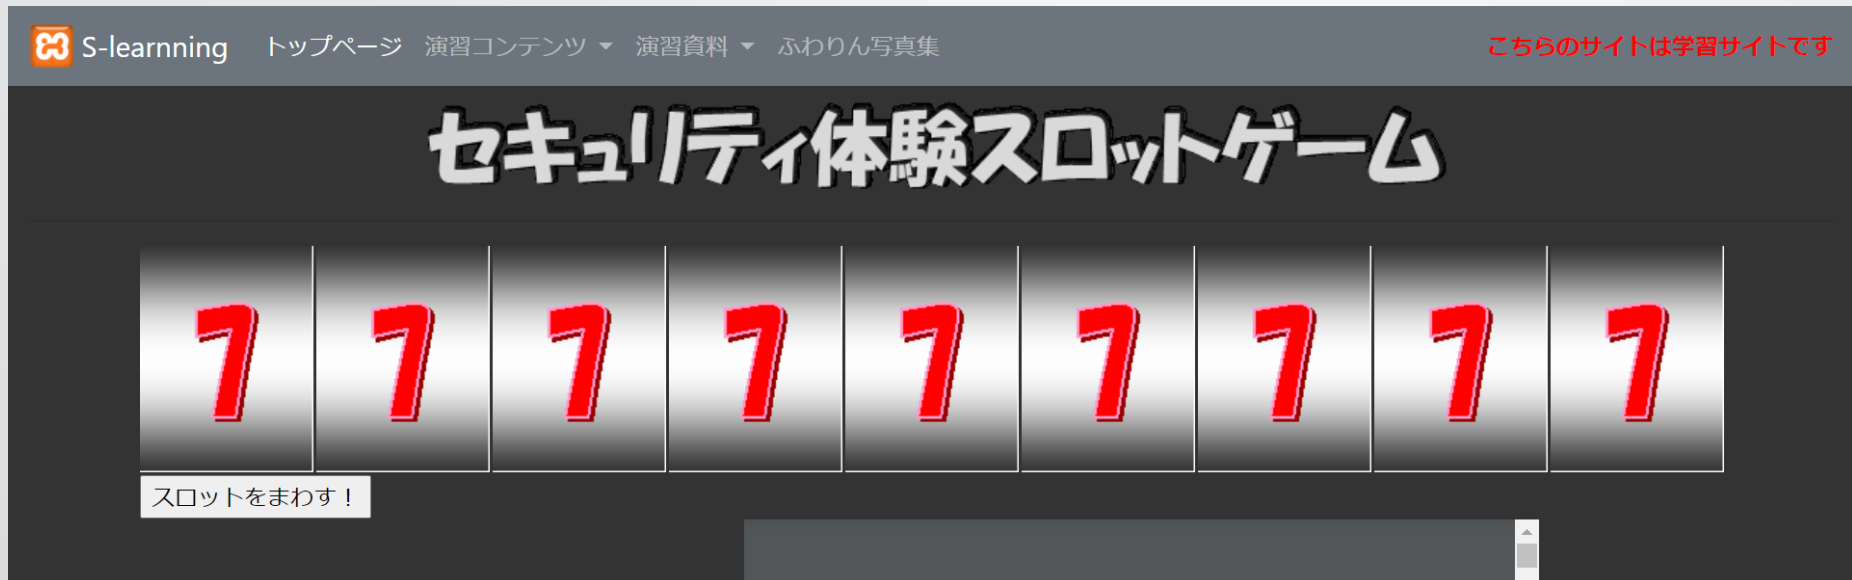 S-learnning トップページ 演習コンテンツ 演習資料 ふわりん写真集 こちらのサイトは学習サイトです
セキュリティ体験スロットゲーム
7 7 7 7 7 7 7 7 7
スロットをまわす！